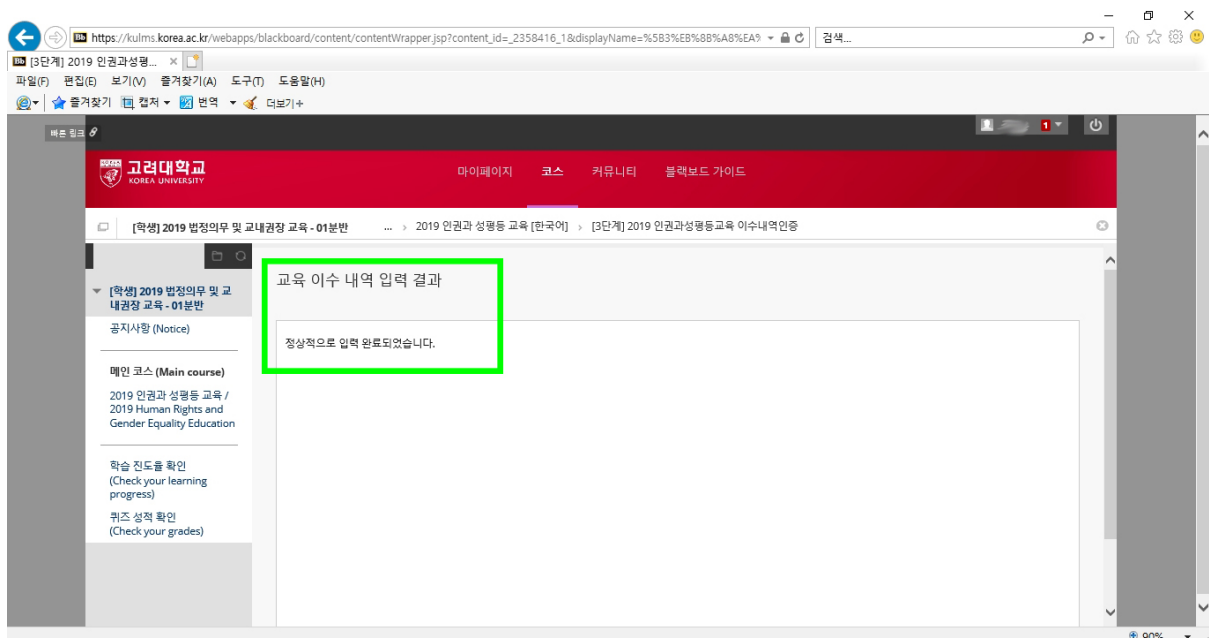 https://kulms.korea.ac.kr/webapps/blackboard/content/contentWrapper.jsp?content_id=_2358416_1&displayName=%5B3%EB%8B%A8%EA%
검색...
[3단계] 2019 인권과성평...
파일(F) 편집(E) 보기(V) 즐겨찾기(A) 도구(T) 도움말(H)
즐겨찾기 캡처 번역 더보기
바른 링크
1
고려대학교
KOREA UNIVERSITY
마이페이지 코스 커뮤니티 블랙보드 가이드
[학생] 2019 법정의무 및 교내권장 교육 - 01분반 ... > 2019 인권과 성평등 교육 [한국어] > [3단계] 2019 인권과성평등교육 이수내역인증
교육 이수 내역 입력 결과
정상적으로 입력 완료되었습니다.
[학생] 2019 법정의무 및 교
내권장 교육 - 01분반
공지사항 (Notice)
메인 코스 (Main course)
2019 인권과 성평등 교육 /
2019 Human Rights and
Gender Equality Education
학습 진도율 확인
(Check your learning
progress)
퀴즈 성적 확인
(Check your grades)
90%